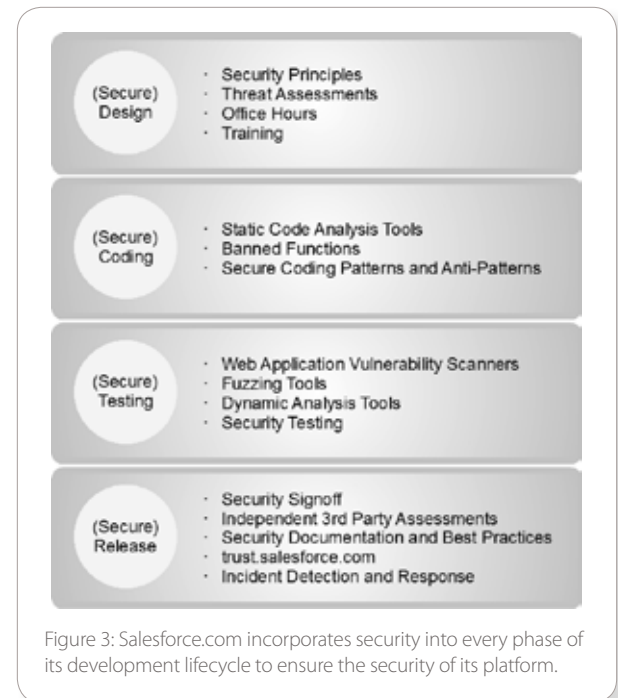 (Secure)
Design
· Security Principles
· Threat Assessments
· Office Hours
· Training
(Secure)
Coding
· Static Code Analysis Tools
· Banned Functions
· Secure Coding Patterns and Anti-Patterns
(Secure)
Testing
· Web Application Vulnerability Scanners
· Fuzzing Tools
· Dynamic Analysis Tools
· Security Testing
(Secure)
Release
· Security Signoff
· Independent 3rd Party Assessments
· Security Documentation and Best Practices
· trust.salesforce.com
· Incident Detection and Response
Figure 3: Salesforce.com incorporates security into every phase of
its development lifecycle to ensure the security of its platform.